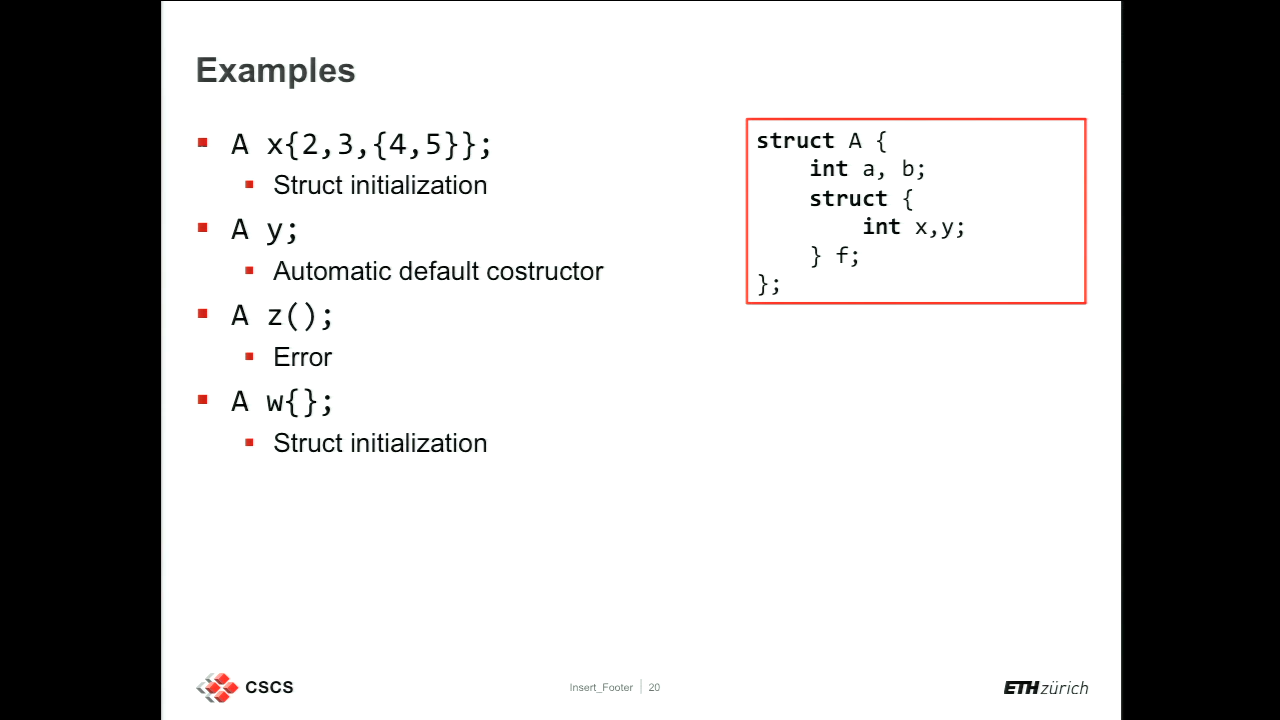 Examples
A x{2,3,{4,5}};
Struct initialization
A y;
Automatic default costructor
A z();
Error
A w{};
Struct initialization
struct A {
    int a, b;
    struct {
        int x,y;
    } f;
};
CSCS
Insert_Footer 20
ETH zürich